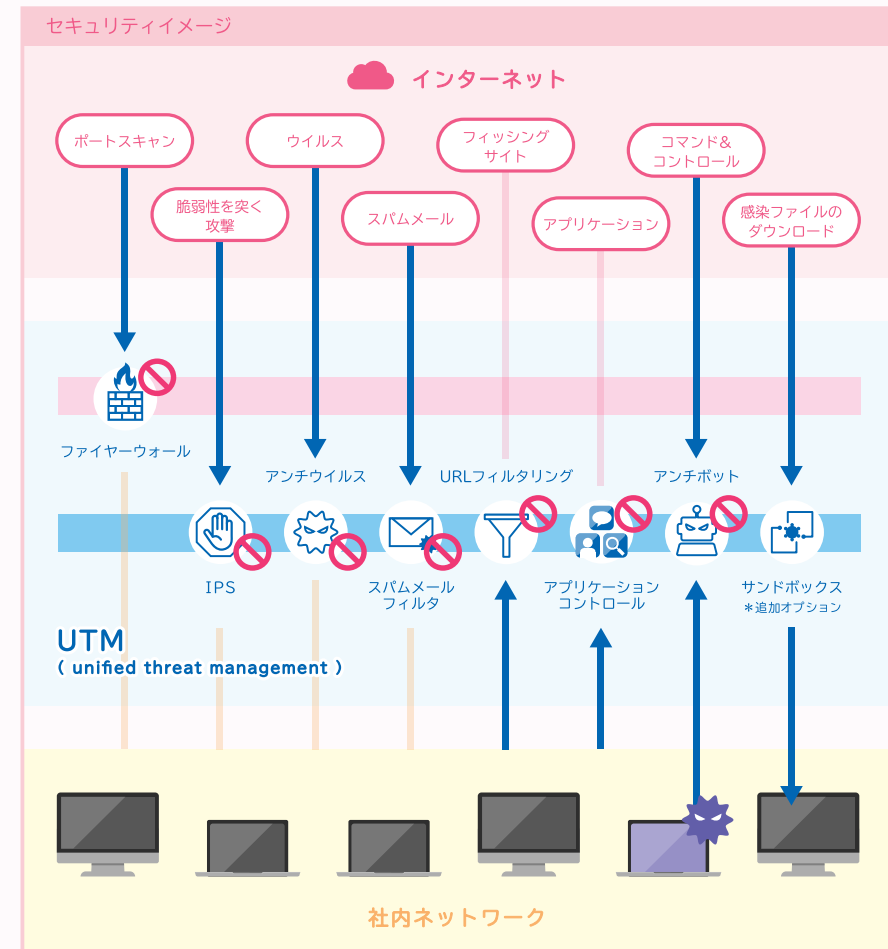 セキュリティイメージ
インターネット
ポートスキャン
ウイルス
フィッシング
サイト
コマンド&
コントロール
脆弱性を突く
攻撃
スパムメール
アプリケーション
感染ファイルの
ダウンロード
ファイヤーウォール
アンチウイルス
URLフィルタリング
アンチボット
IPS
スパムメール
フィルタ
アプリケーション
コントロール
サンドボックス
＊追加オプション
UTM
( unified threat management )
社内ネットワーク